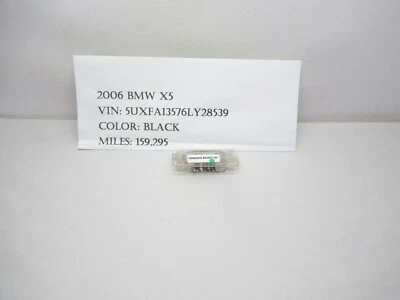 2006 BMW X5
VIN: 5UXFA13576LY28539
COLOR: BLACK
MILES: 159,295